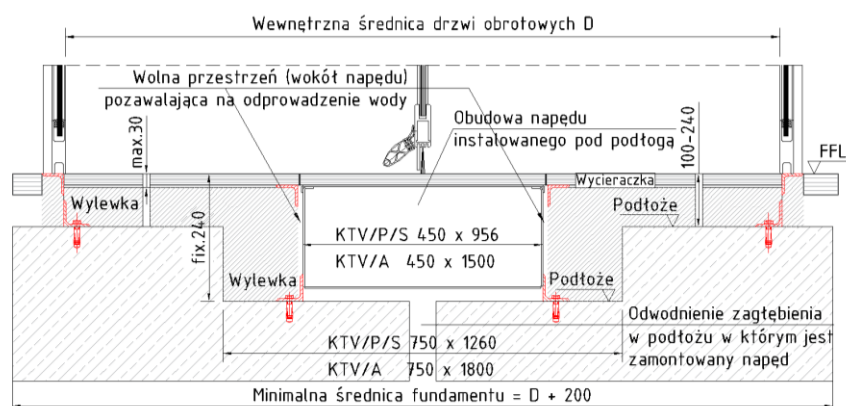 Wewnętrzna średnica drzwi obrotowych D
Wolna przestrzeń (wokół napędu)
pozawalająca na odprowadzenie wody
Obudowa napędu
instalowanego pod podłogą
max.30
100-240
FFL
Wycieraczka
Wylewka
Podłoże
fix.240
KTV/P/S 450 x 956
KTV/A 450 x 1500
Wylewka
Podłoże
Odwodnienie zagłębienia
w podłożu w którym jest
zamontowany napęd
KTV/P/S 750 x 1260
KTV/A 750 x 1800
Minimalna średnica fundamentu = D + 200